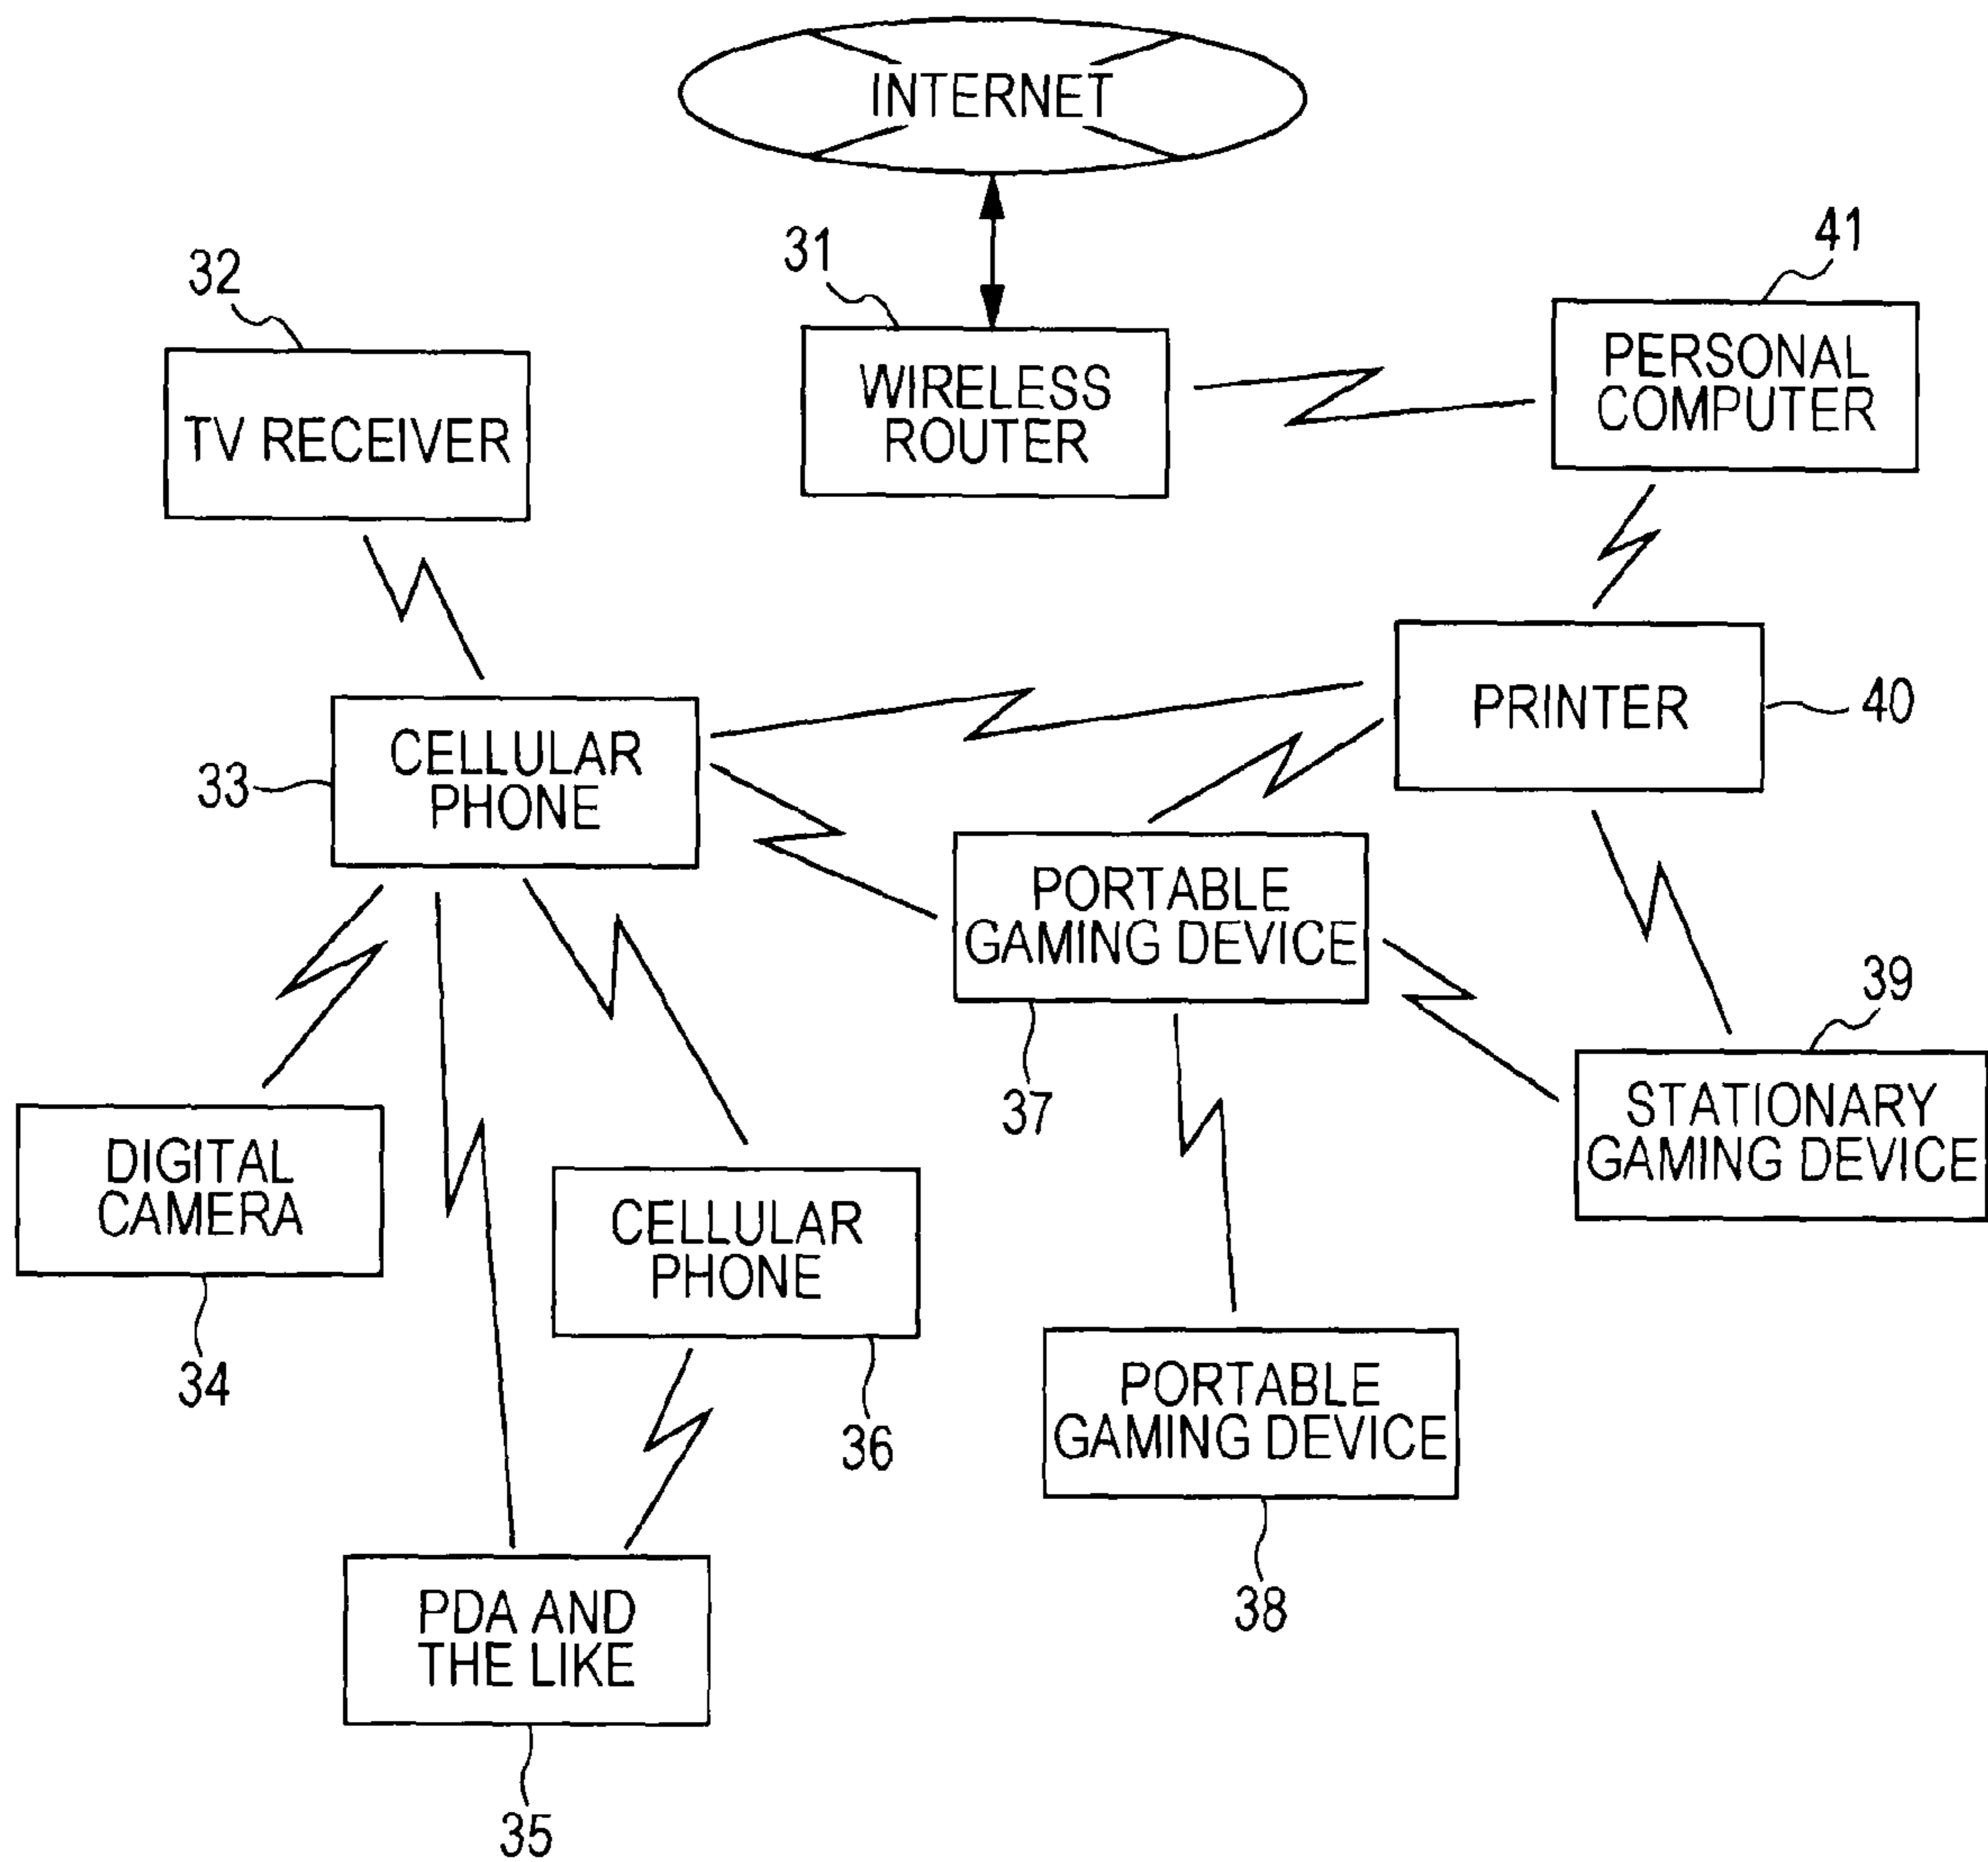 INTERNET
31
41
32
WIRELESS
ROUTER
PERSONAL
COMPUTER
TV RECEIVER
PRINTER
40
33
CELLULAR
PHONE
PORTABLE
GAMING DEVICE
37
39
STATIONARY
GAMING DEVICE
DIGITAL
CAMERA
34
CELLULAR
PHONE
36
PORTABLE
GAMING DEVICE
38
PDA AND
THE LIKE
35